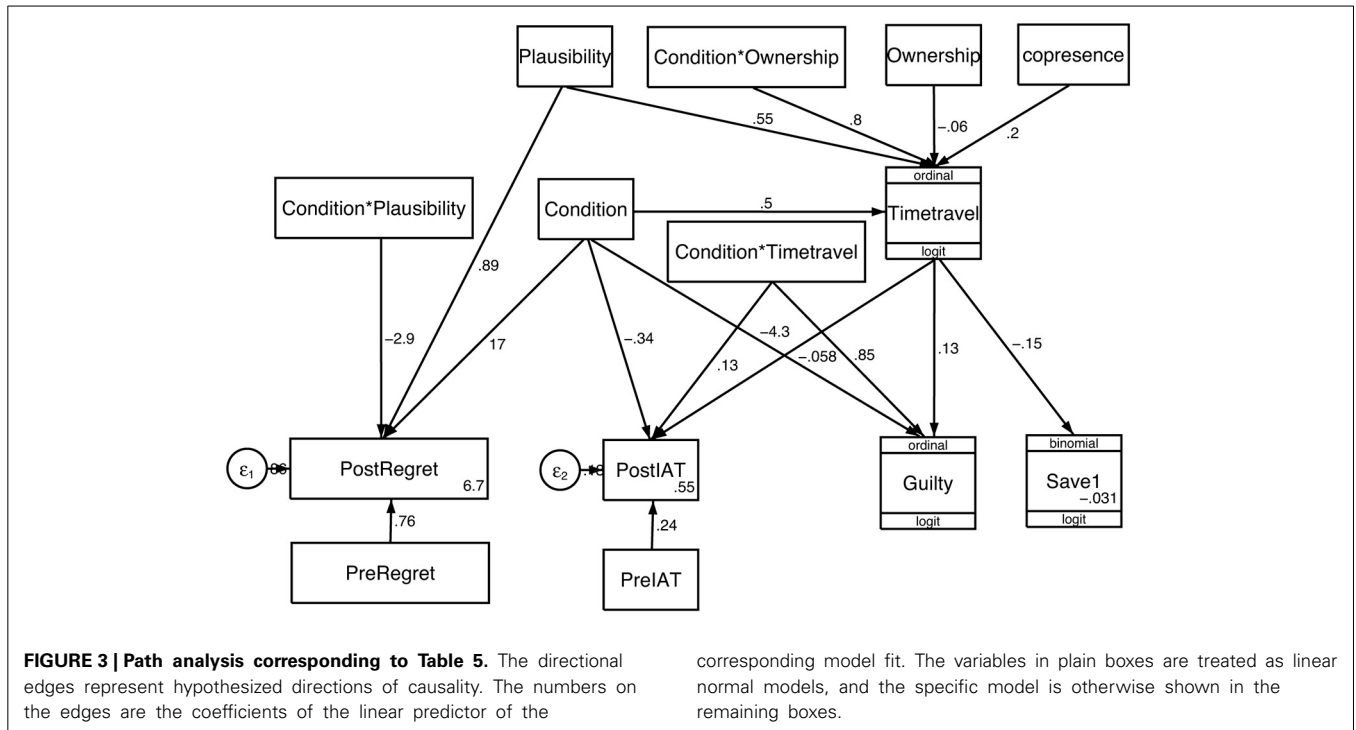 Plausibility
Condition*Ownership
Ownership
copresence
.55
.8
-.06
.2
ordinal
Timetravel
logit
Condition*Plausibility
Condition
.5
Condition*Timetravel
.89
-2.9
17
-.34
.13
-4.3
-.058
.85
.13
-.15
ε1
PostRegret
6.7
ε2
PostIAT
.55
ordinal
Guilty
logit
binomial
Save1
-.031
logit
.76
.24
PreRegret
PreIAT
FIGURE 3 | Path analysis corresponding to Table 5. The directional
edges represent hypothesized directions of causality. The numbers on
the edges are the coefficients of the linear predictor of the
corresponding model fit. The variables in plain boxes are treated as linear
normal models, and the specific model is otherwise shown in the
remaining boxes.